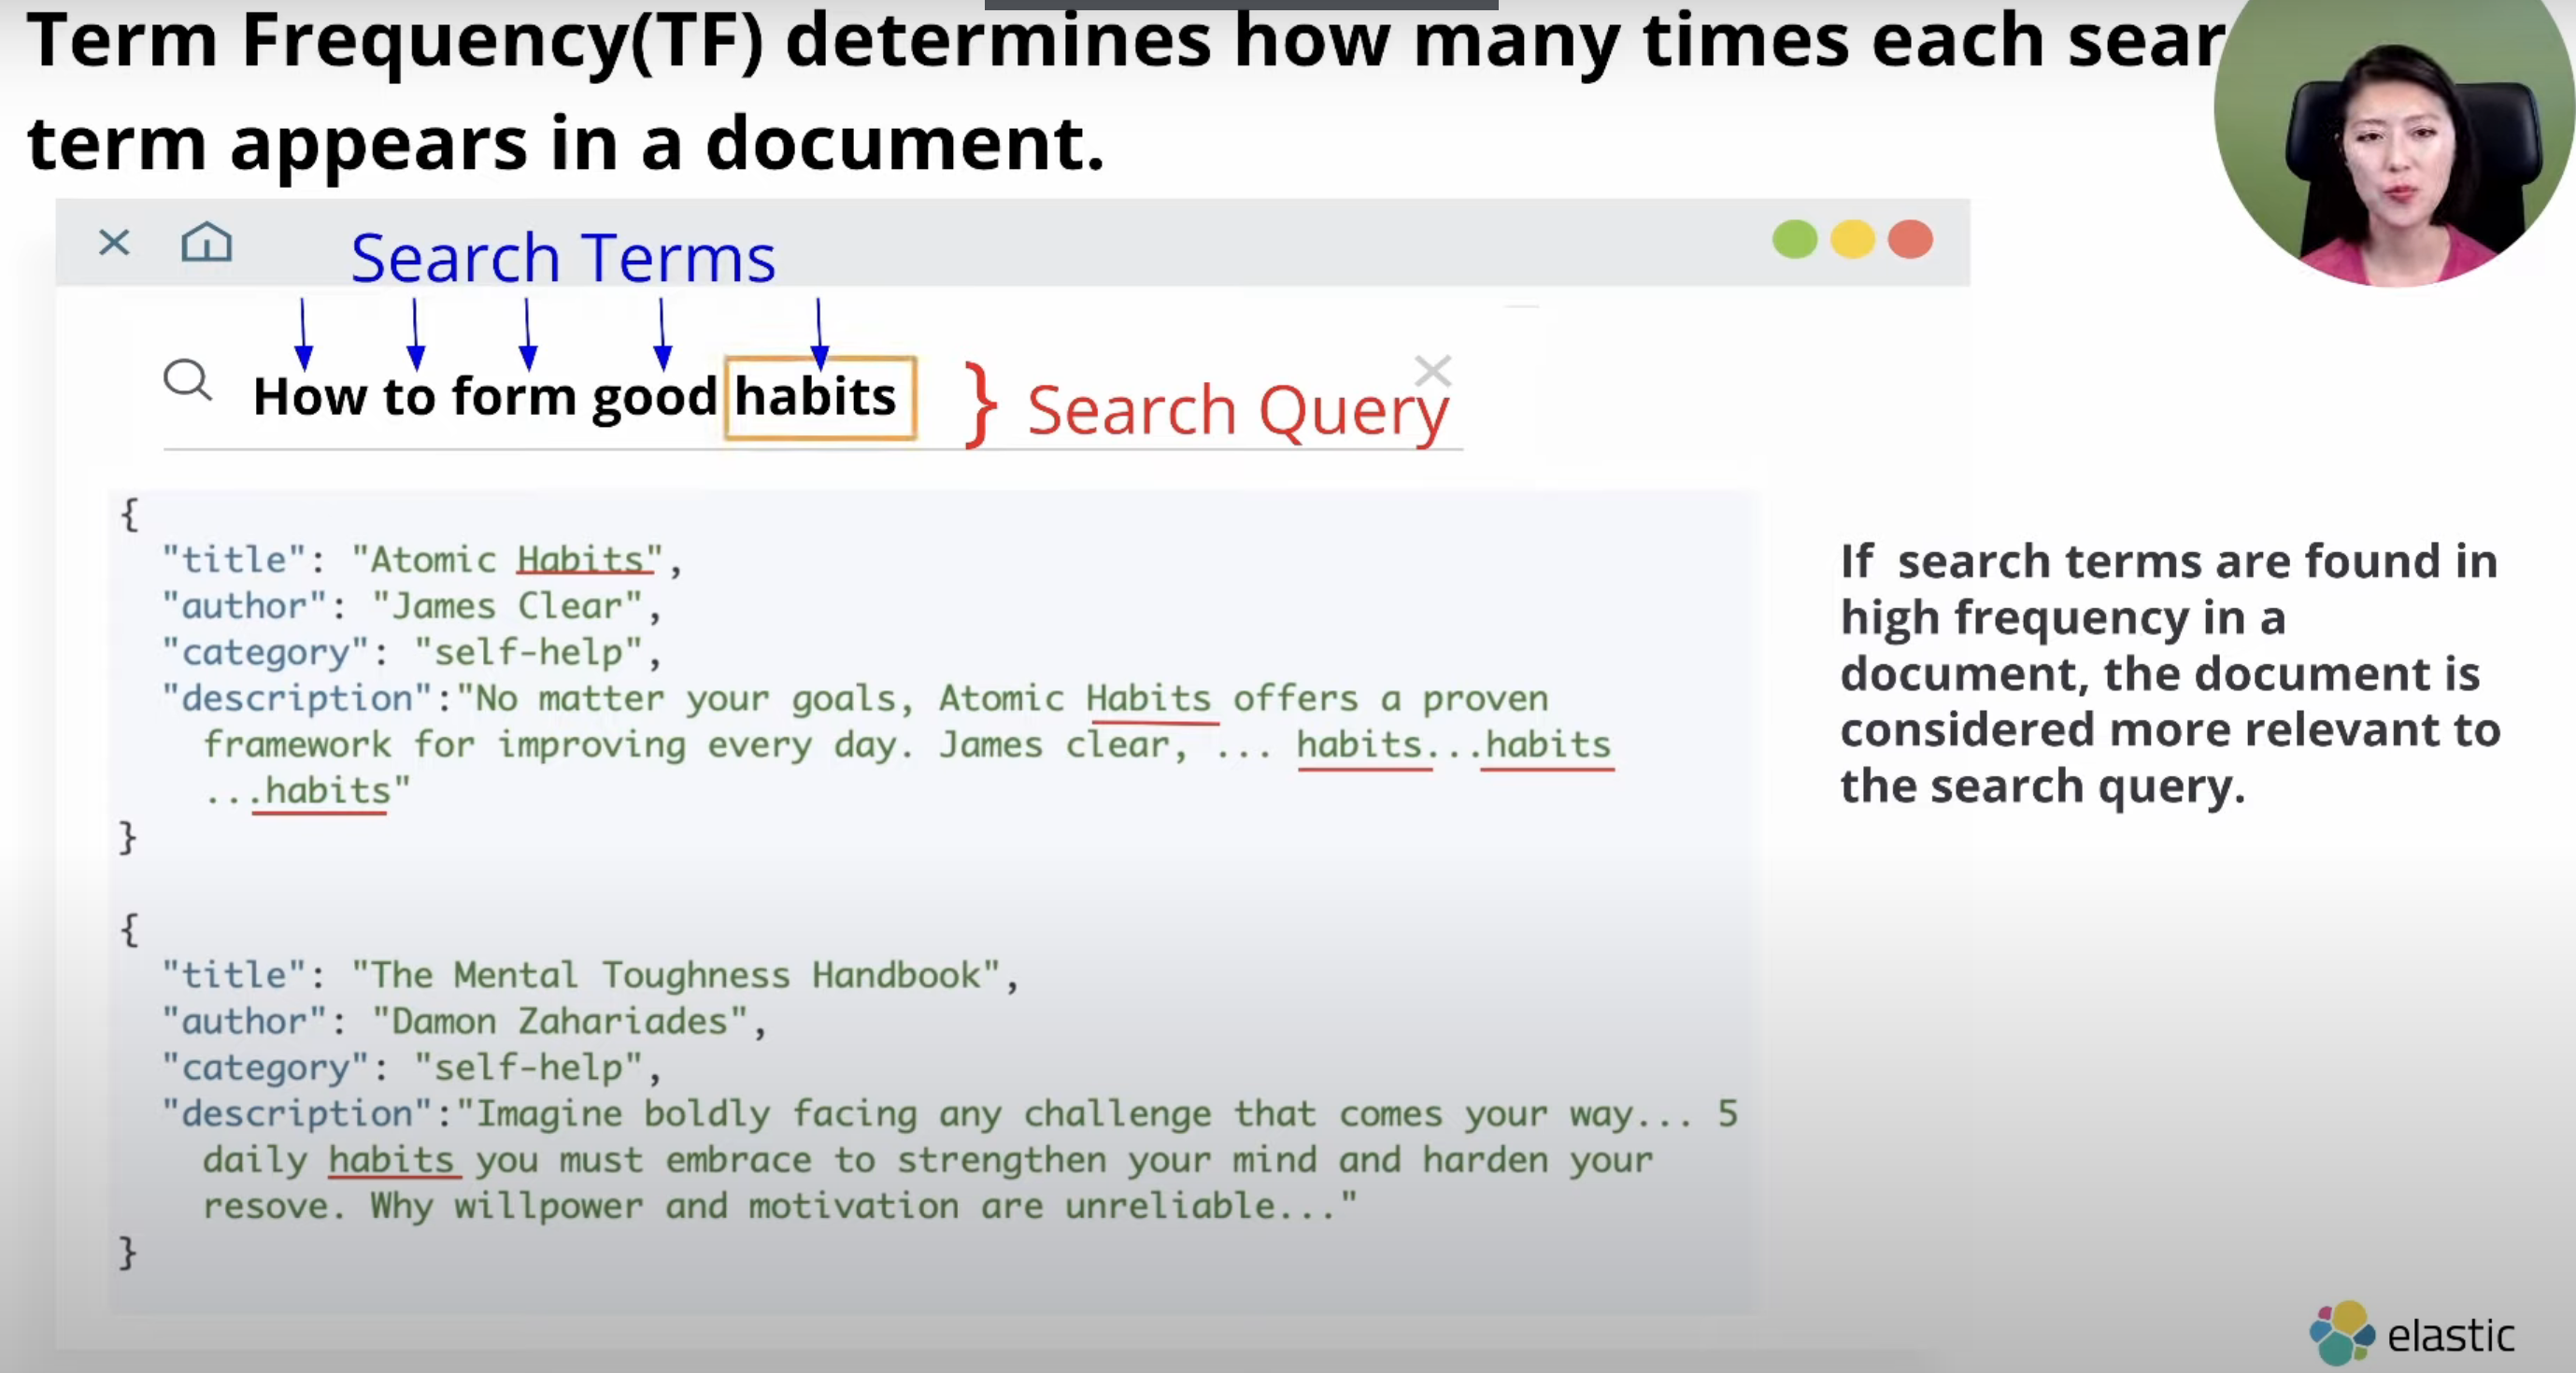 Term Frequency(TF) determines how many times each sear
term appears in a document.
Search Terms
How to form good habits } Search Query
{
"title": "Atomic Habits",
"author": "James Clear",
"category": "self-help",
"description":"No matter your goals, Atomic Habits offers a proven
framework for improving every day. James clear, ... habits...habits
...habits"
}
{
"title": "The Mental Toughness Handbook",
"author": "Damon Zahariades",
"category": "self-help",
"description":"Imagine boldly facing any challenge that comes your way... 5
daily habits you must embrace to strengthen your mind and harden your
resove. Why willpower and motivation are unreliable..."
}
If search terms are found in
high frequency in a
document, the document is
considered more relevant to
the search query.
elastic